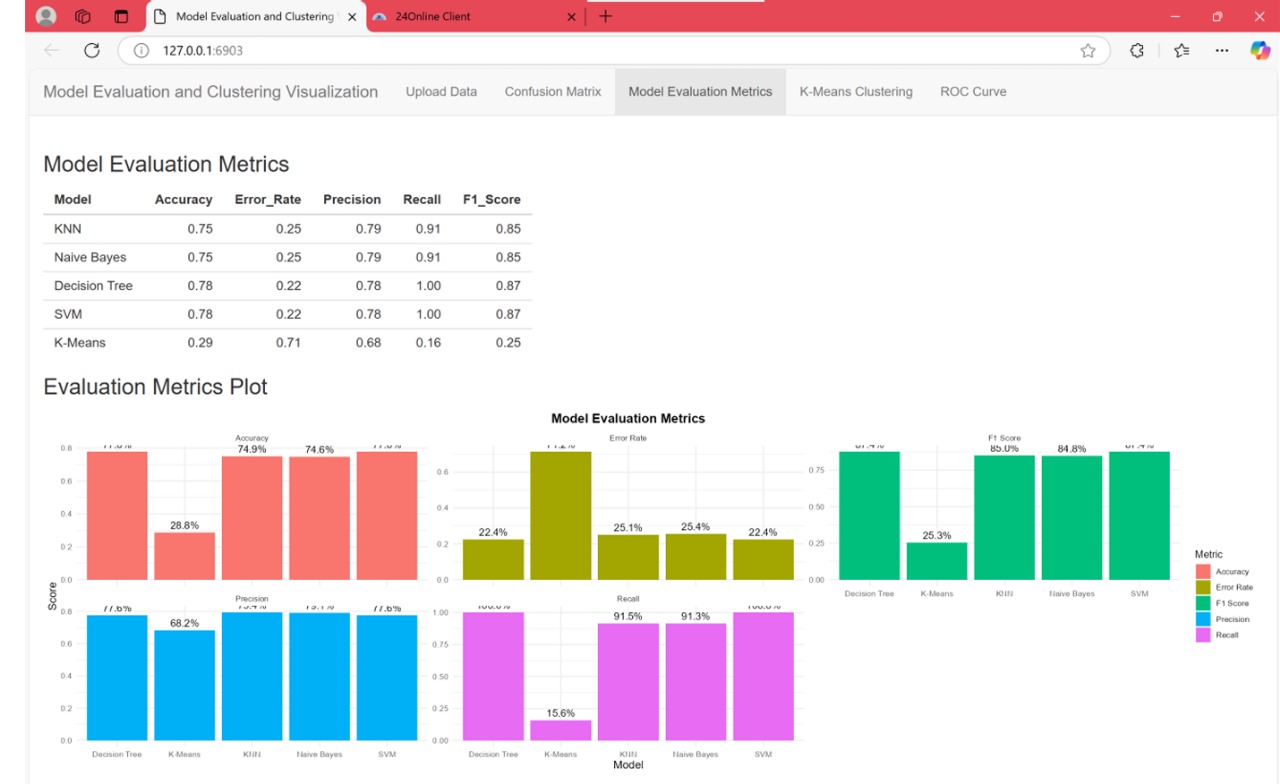 Model Evaluation and Clustering
24Online Client
127.0.0.1:6903
Model Evaluation and Clustering Visualization Upload Data Confusion Matrix Model Evaluation Metrics K-Means Clustering ROC Curve
Model Evaluation Metrics
Model Accuracy Error_Rate Precision Recall F1_Score
KNN 0.75 0.25 0.79 0.91 0.85
Naive Bayes 0.75 0.25 0.79 0.91 0.85
Decision Tree 0.78 0.22 0.78 1.00 0.87
SVM 0.78 0.22 0.78 1.00 0.87
K-Means 0.29 0.71 0.68 0.16 0.25
Evaluation Metrics Plot
Model Evaluation Metrics
Accuracy
0.8
0.6
0.4
0.2
0.0
28.8%
74.9%
74.6%
Error Rate
0.6
0.4
0.2
0.0
22.4%
25.1%
25.4%
22.4%
F1 Score
0.75
0.50
0.25
0.00
25.3%
85.0%
84.8%
Decision Tree K-Means KNN Naive Bayes SVM
Score
Precision
0.8
0.6
0.4
0.2
0.0
77.6%
68.2%
77.6%
Decision Tree K-Means KNN Naive Bayes SVM
Recall
1.00
0.75
0.50
0.25
0.00
15.6%
91.5%
91.3%
Decision Tree K-Means KNN Naive Bayes SVM
Model
Metric
Accuracy
Error Rate
F1 Score
Precision
Recall